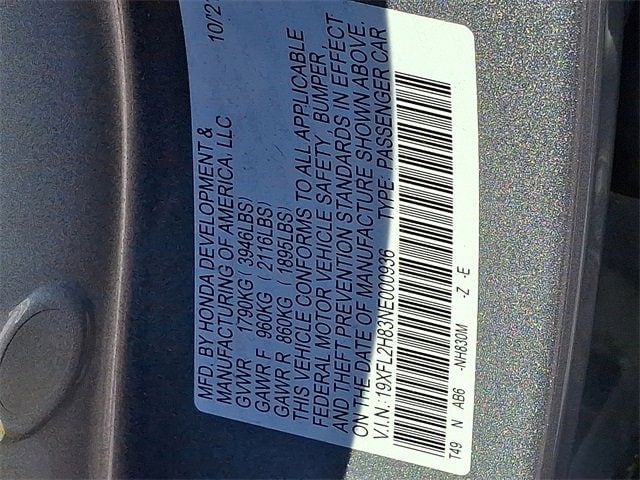 MFD. BY HONDA DEVELOPMENT & 10/2
MANUFACTURING OF AMERICA, LLC
GVWR 1790KG ( 3946LBS)
GAWR F 960KG ( 2116LBS)
GAWR R 860KG ( 1895LBS)
THIS VEHICLE CONFORMS TO ALL APPLICABLE
FEDERAL MOTOR VEHICLE SAFETY, BUMPER,
AND THEFT PREVENTION STANDARDS IN EFFECT
ON THE DATE OF MANUFACTURE SHOWN ABOVE.
V.I.N.: 19XFL2H83NE000936 TYPE: PASSENGER CAR
T49 N AB6 -NH830M -Z -E